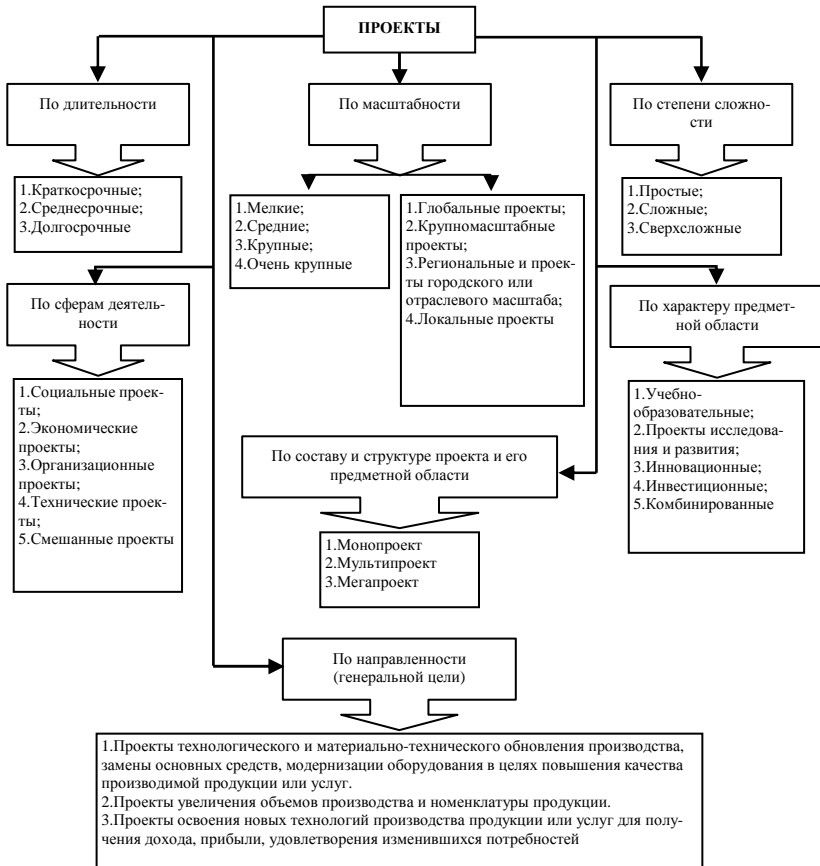 ПРОЕКТЫ
По длительности
По масштабности
По степени сложно-
сти
1.Краткосрочные;
2.Среднесрочные;
3.Долгосрочные
1.Мелкие;
2.Средние;
3.Крупные;
4.Очень крупные
1.Глобальные проекты;
2.Крупномасштабные
проекты;
3.Региональные и проек-
ты городского или
отраслевого масштаба;
4.Локальные проекты
1.Простые;
2.Сложные;
3.Сверхсложные
По сферам деятель-
ности
По характеру предмет-
ной области
1.Социальные проек-
ты;
2.Экономические
проекты;
3.Организационные
проекты;
4.Технические проек-
ты;
5.Смешанные проекты
По составу и структуре проекта и его
предметной области
1.Учебно-
образовательные;
2.Проекты исследова-
ния и развития;
3.Инновационные;
4.Инвестиционные;
5.Комбинированные
1.Монопроект
2.Мультипроект
3.Мегапроект
По направленности
(генеральной цели)
1.Проекты технологического и материально-технического обновления производства,
замены основных средств, модернизации оборудования в целях повышения качества
производимой продукции или услуг.
2.Проекты увеличения объемов производства и номенклатуры продукции.
3.Проекты освоения новых технологий производства продукции или услуг для полу-
чения дохода, прибыли, удовлетворения изменившихся потребностей